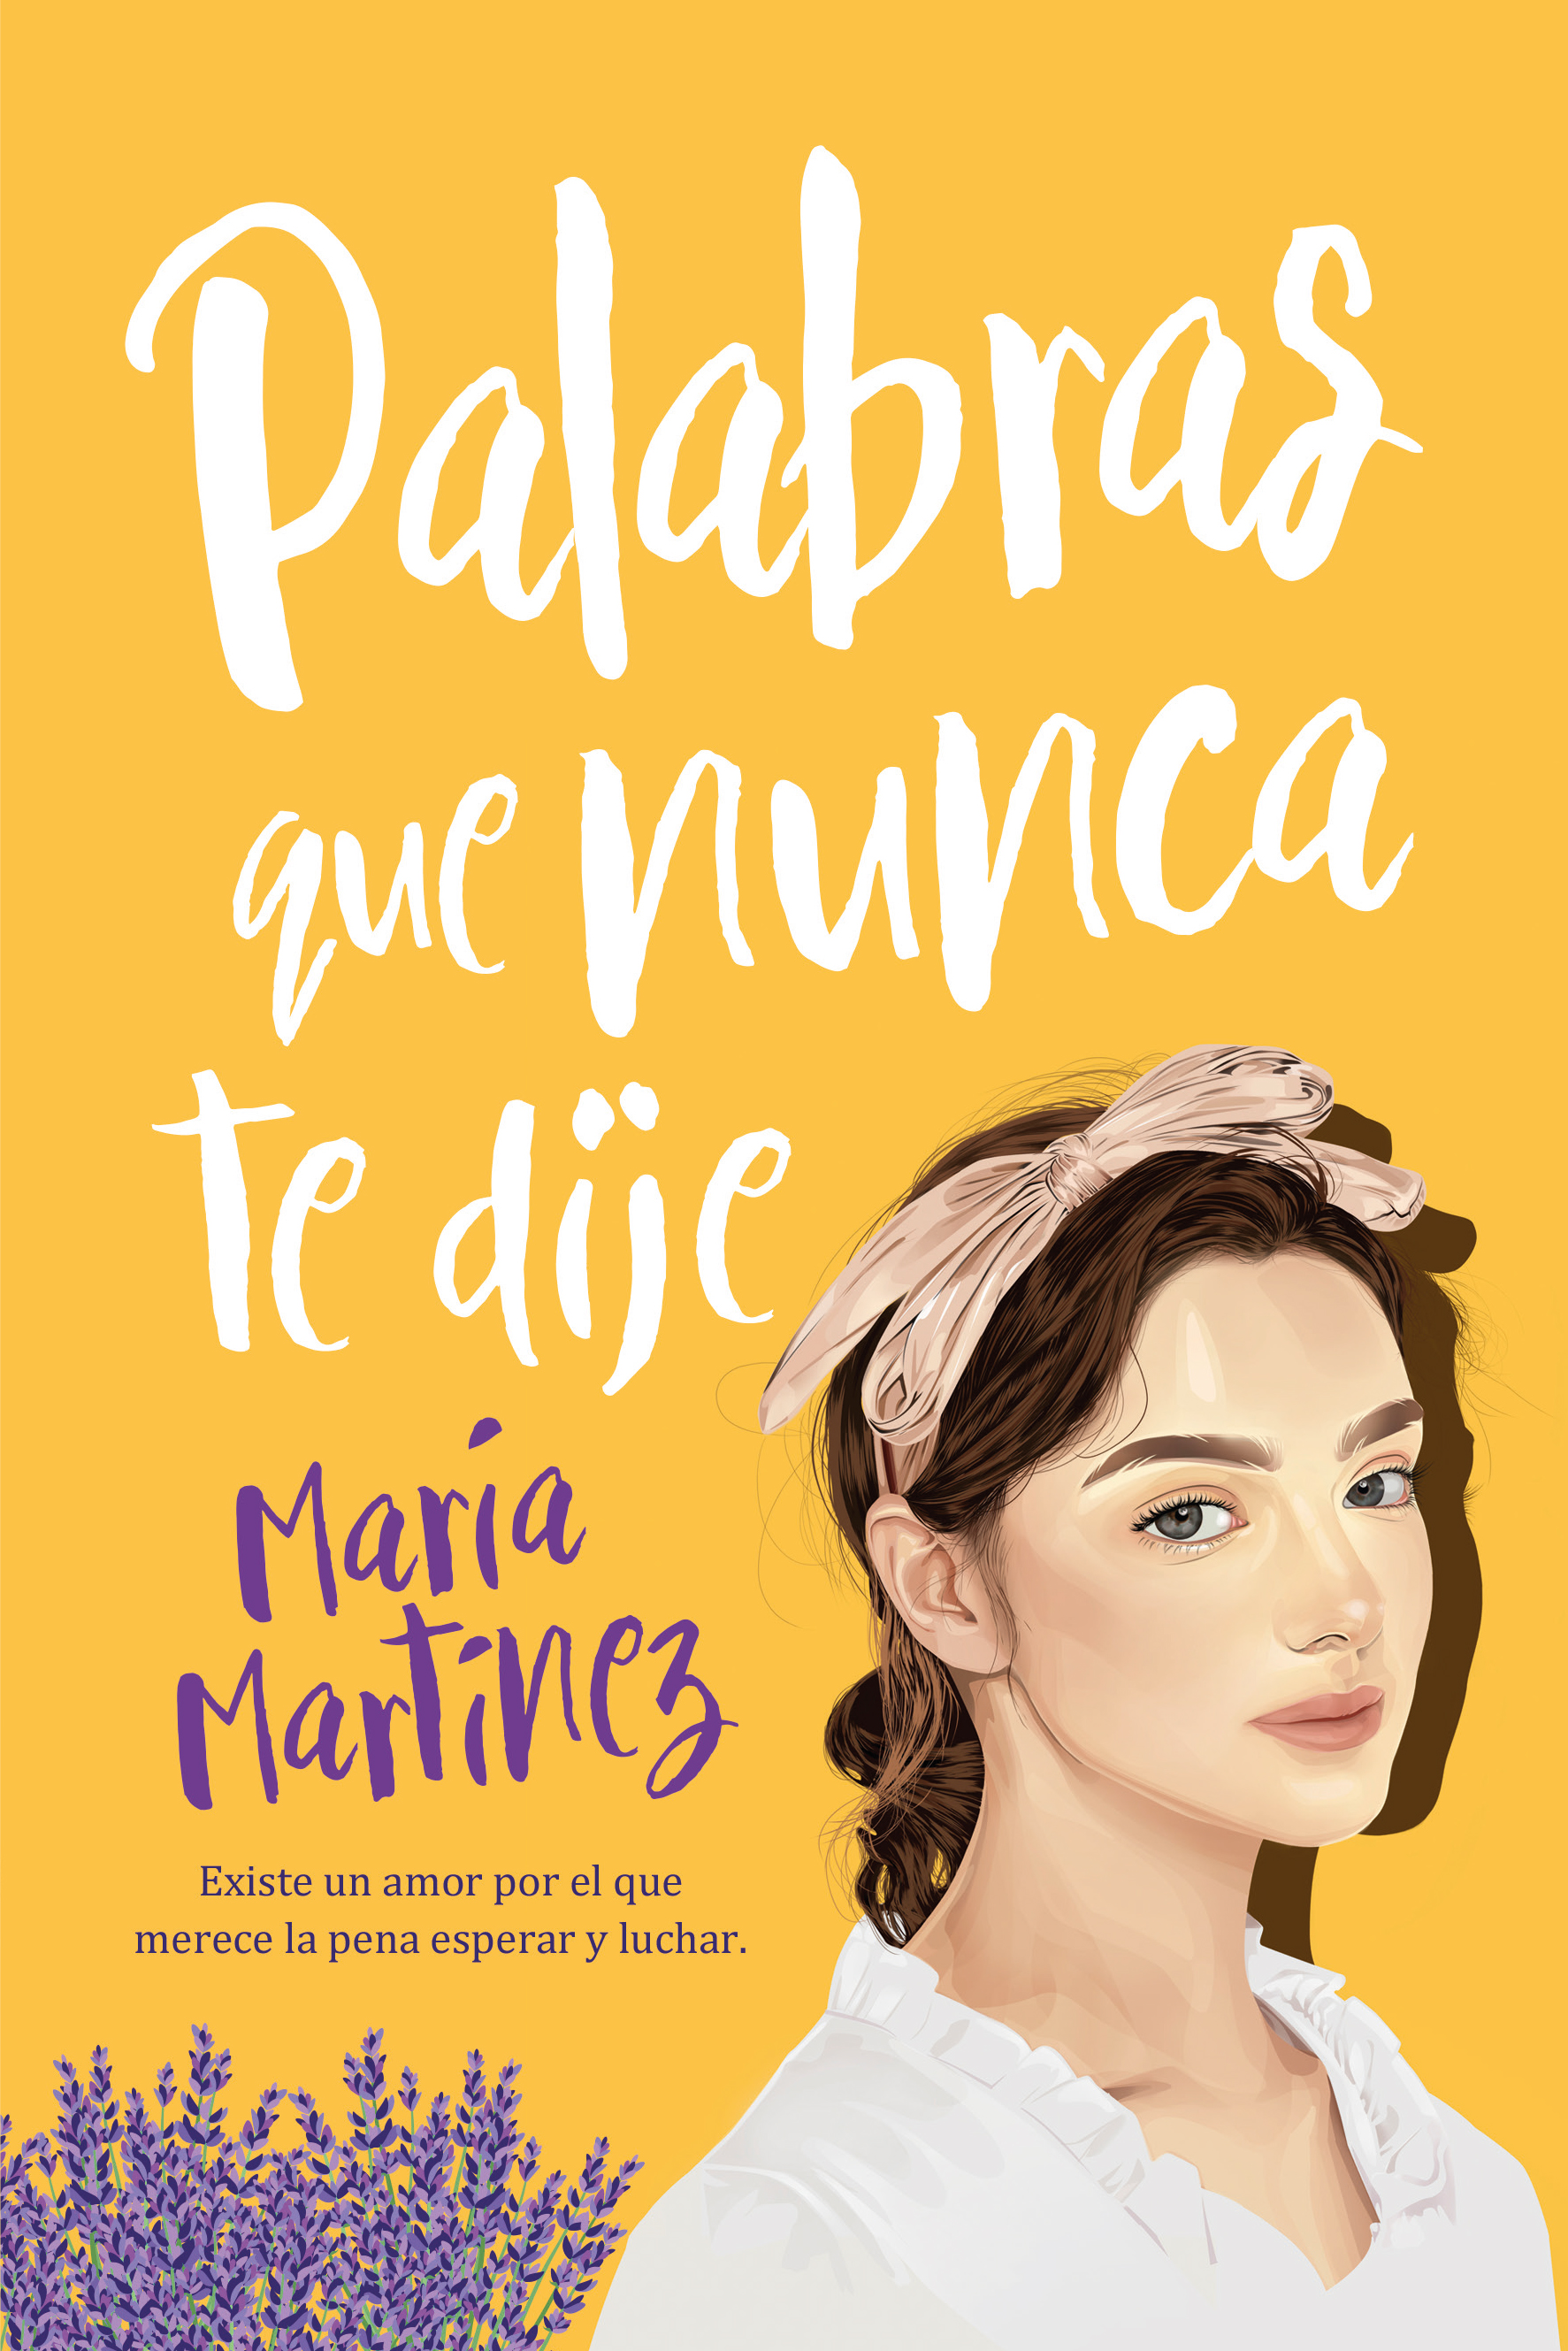 Palabras
que nunca
te dije
María
Martínez
Existe un amor por el que
merece la pena esperar y luchar.